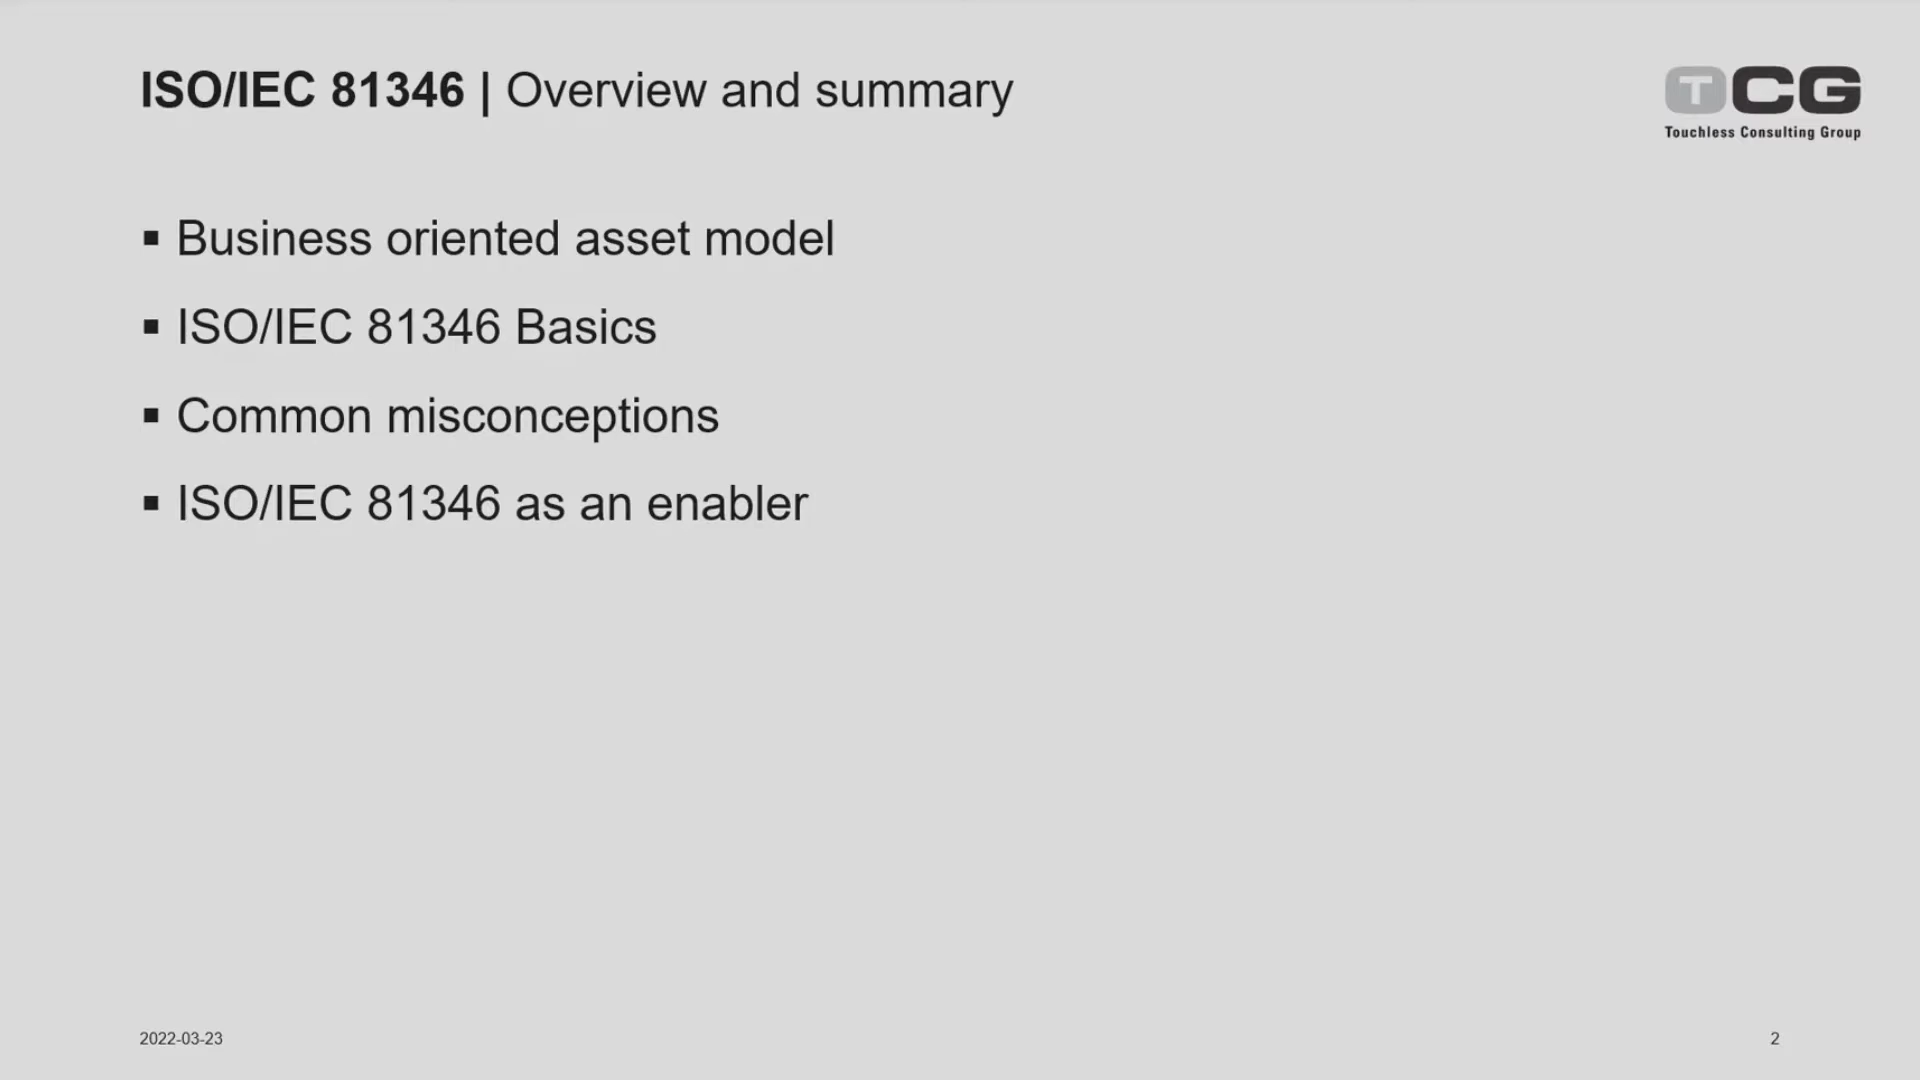 ISO/IEC 81346 | Overview and summary
TCG
Touchless Consulting Group
▪ Business oriented asset model
▪ ISO/IEC 81346 Basics
▪ Common misconceptions
▪ ISO/IEC 81346 as an enabler
2022-03-23
2